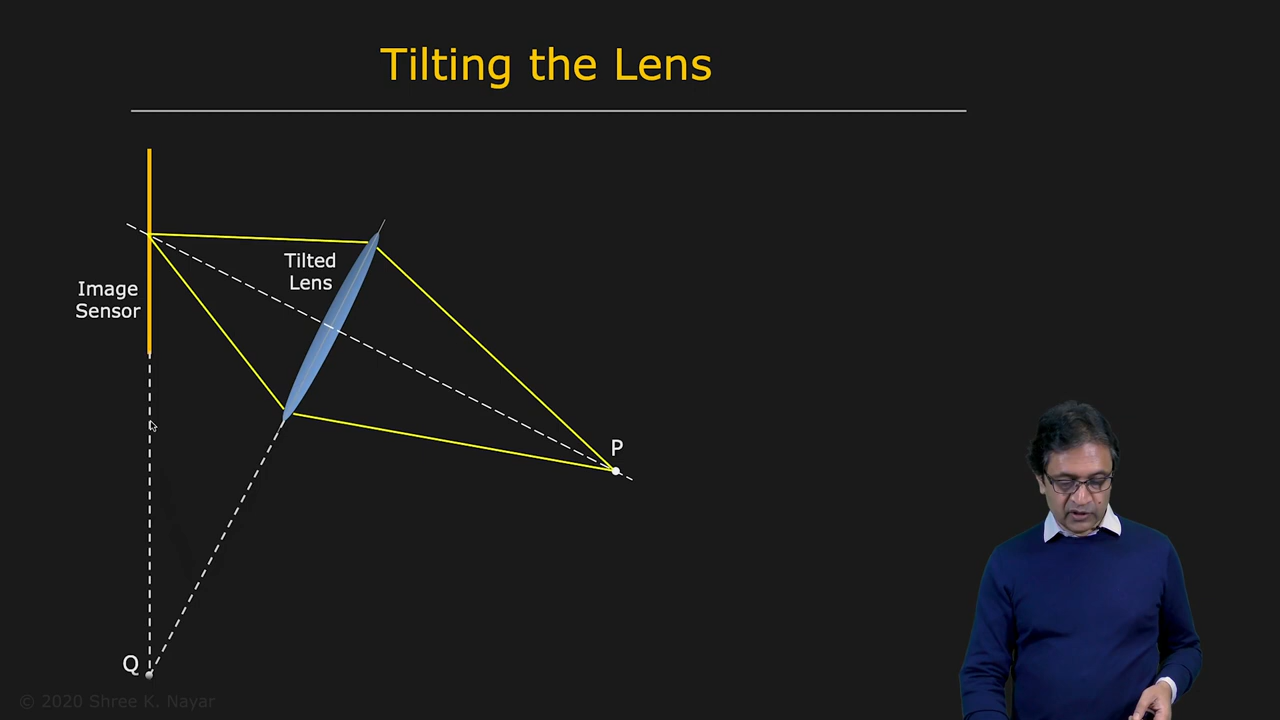 Tilting the Lens
Tilted
Lens
Image
Sensor
P
Q
© 2020 Shree K. Nayar